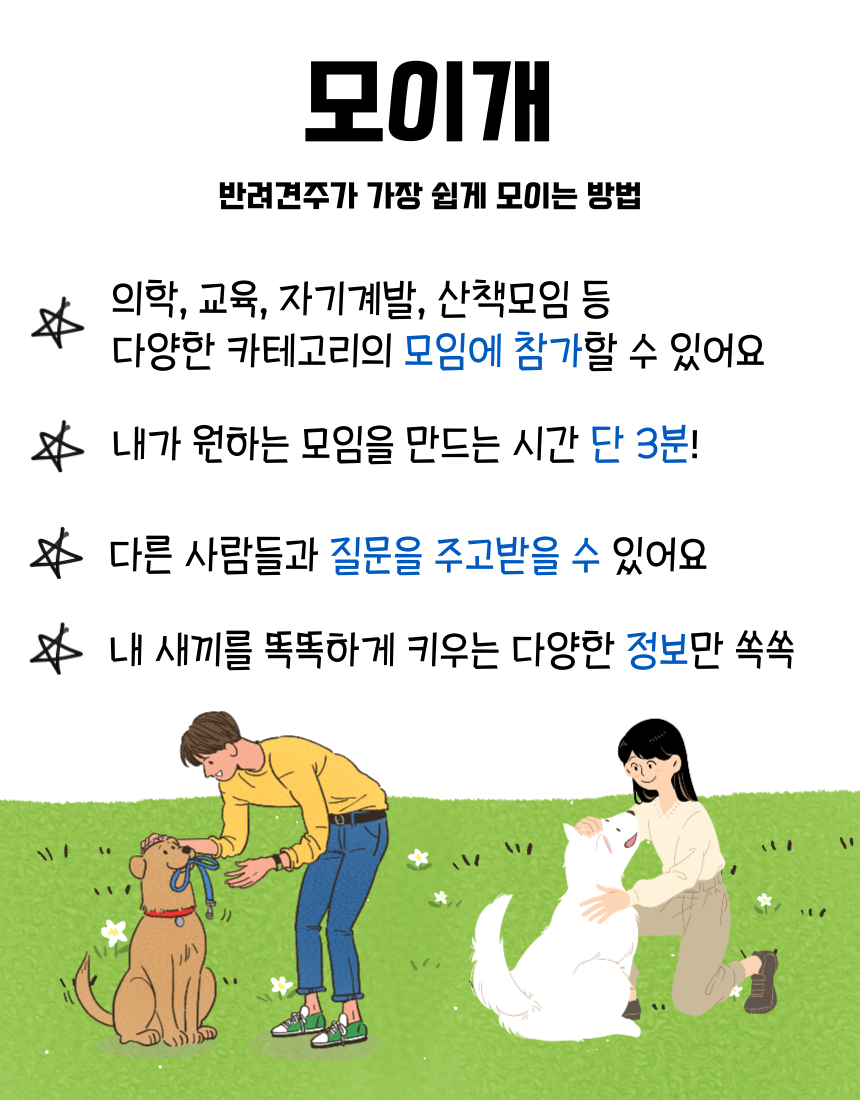 모이개
반려견주가 가장 쉽게 모이는 방법
의학, 교육, 자기계발, 산책모임 등
다양한 카테고리의 모임에 참가할 수 있어요
내가 원하는 모임을 만드는 시간 단 3분!
다른 사람들과 질문을 주고받을 수 있어요
내 새끼를 똑똑하게 키우는 다양한 정보만 쏙쏙